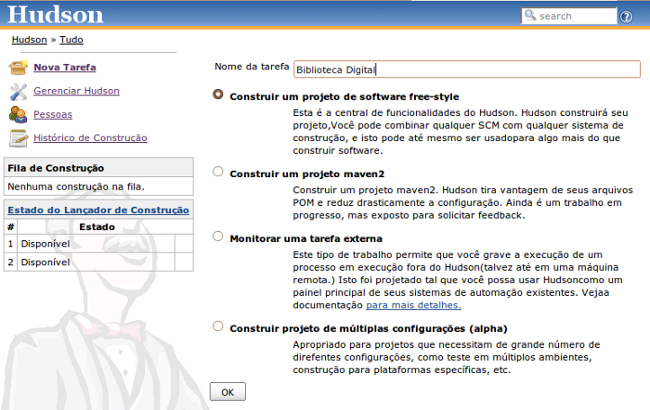 Hudson
search
Hudson » Tudo
Nova Tarefa
Gerenciar Hudson
Pessoas
Histórico de Construção
Fila de Construção
Nenhuma construção na fila.
Estado do Lançador de Construção
# Estado
1 Disponível
2 Disponível
Nome da tarefa Biblioteca Digital
Construir um projeto de software free-style
Esta é a central de funcionalidades do Hudson. Hudson construirá seu
projeto,Você pode combinar qualquer SCM com qualquer sistema de
construção, e isto pode até mesmo ser usadopara algo mais do que
construir software.
Construir um projeto maven2
Construir um projeto maven2. Hudson tira vantagem de seus arquivos
POM e reduz drasticamente a configuração. Ainda é um trabalho em
progresso, mas exposto para solicitar feedback.
Monitorar uma tarefa externa
Este tipo de trabalho permite que você grave a execução de um
processo em execução fora do Hudson(talvez até em uma máquina
remota.) Isto foi projetado tal que você possa usar Hudsoncomo um
painel principal de seus sistemas de automação existentes. Vejaa
documentação para mais detalhes.
Construir projeto de múltiplas configurações (alpha)
Apropriado para projetos que necessitam de grande número de
direfentes configurações, como teste em múltiplos ambientes,
construção para plataformas específicas, etc.
OK